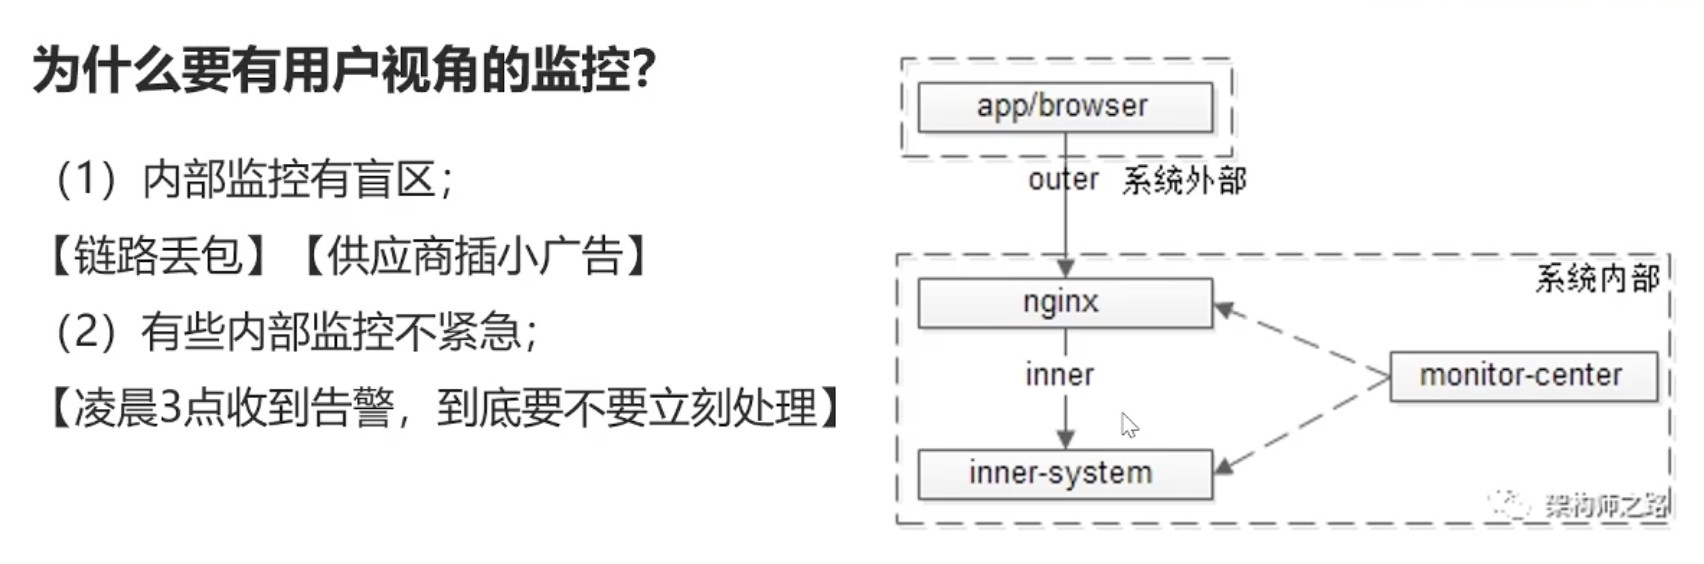 为什么要有用户视角的监控？
（1）内部监控有盲区；
【链路丢包】【供应商插小广告】
（2）有些内部监控不紧急；
【凌晨3点收到告警，到底要不要立刻处理】
app/browser
outer 系统外部
系统内部
nginx
inner
monitor-center
inner-system
架构师之路